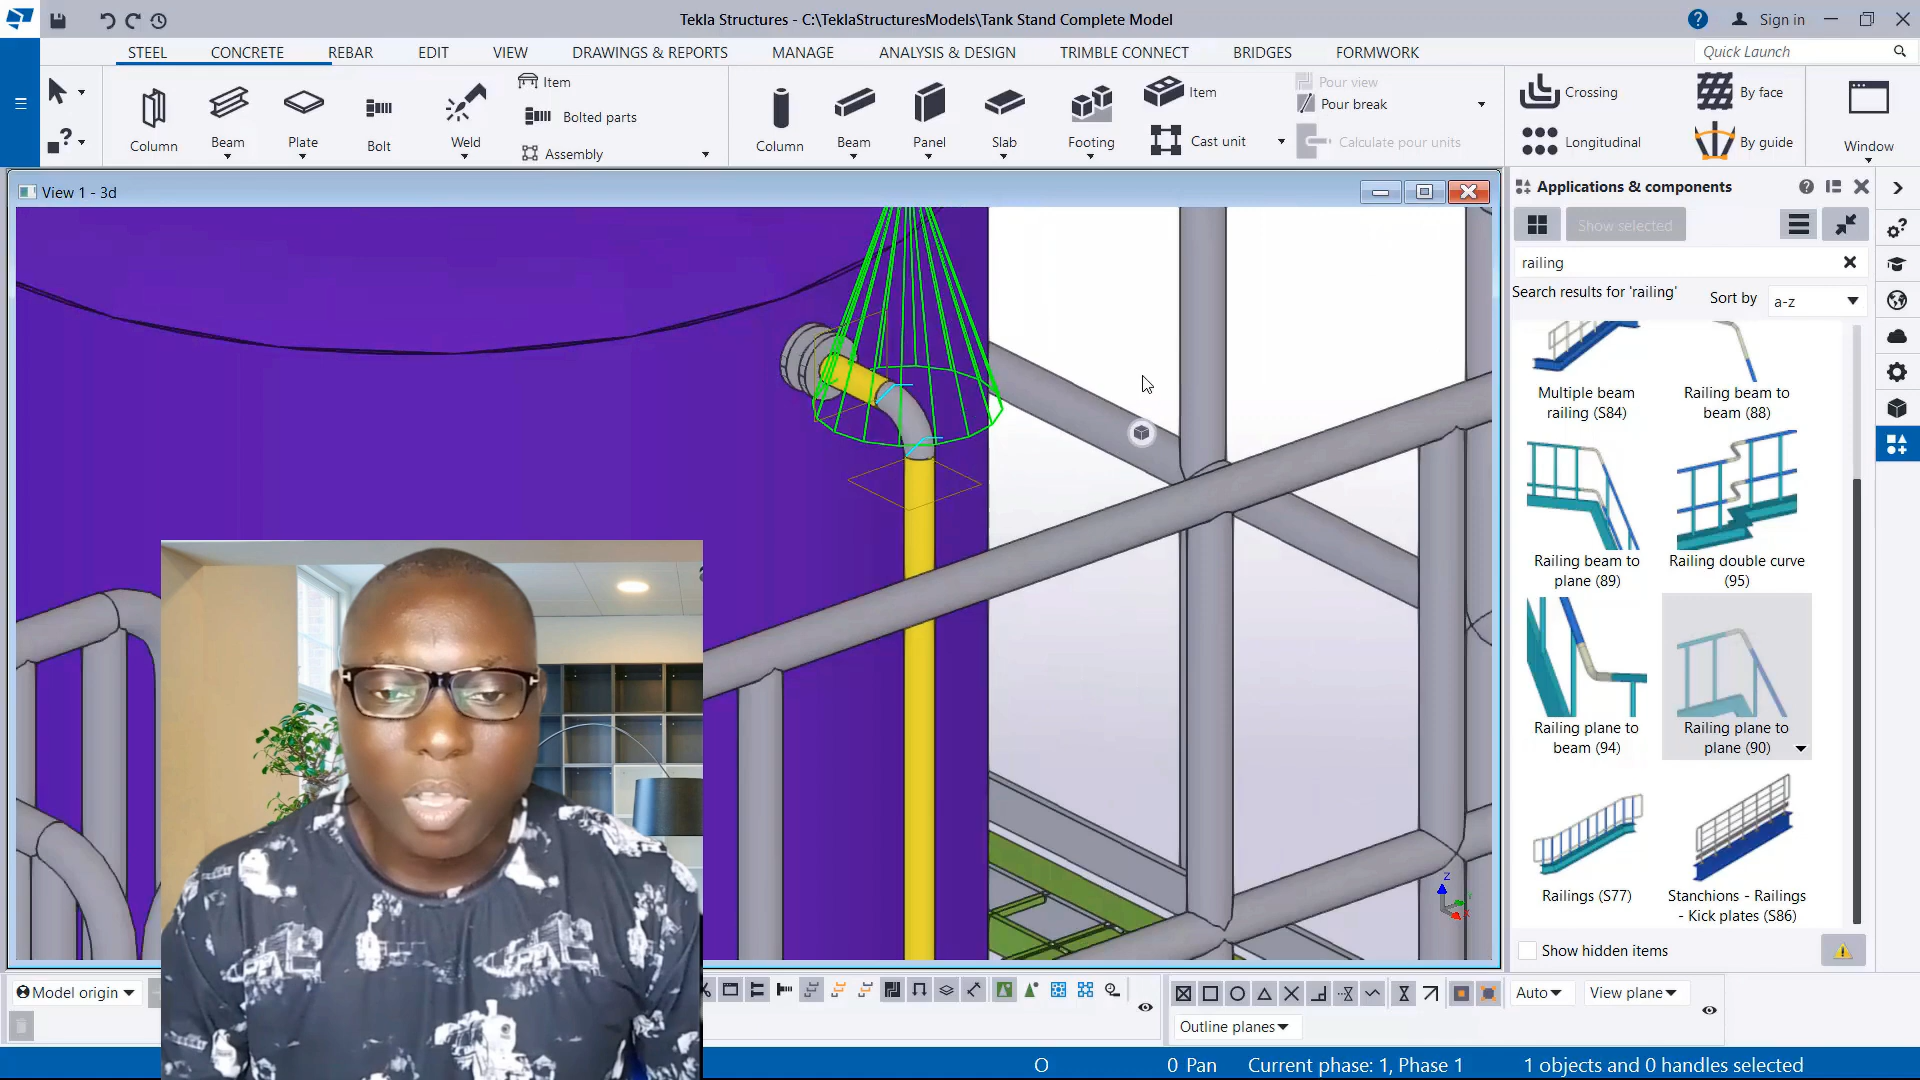 Tekla Structures - C:\TeklaStructuresModels\Tank Stand Complete Model
Sign in
STEEL
CONCRETE
REBAR
EDIT
VIEW
DRAWINGS & REPORTS
MANAGE
ANALYSIS & DESIGN
TRIMBLE CONNECT
BRIDGES
FORMWORK
Quick Launch
Column
Beam
Plate
Bolt
Weld
Item
Bolted parts
Assembly
Column
Beam
Panel
Slab
Footing
Item
Cast unit
Pour view
Pour break
Calculate pour units
Crossing
Longitudinal
By face
By guide
Window
View 1 - 3d
Applications & components
Show selected
railing
Search results for 'railing'
Sort by
a-z
Multiple beam
railing (S84)
Railing beam to
beam (88)
Railing beam to
plane (89)
Railing double curve
(95)
Railing plane to
beam (94)
Railing plane to
plane (90)
Railings (S77)
Stanchions - Railings
- Kick plates (S86)
Show hidden items
Z
Model origin
Auto
View plane
Outline planes
O
0 Pan
Current phase: 1, Phase 1
1 objects and 0 handles selected